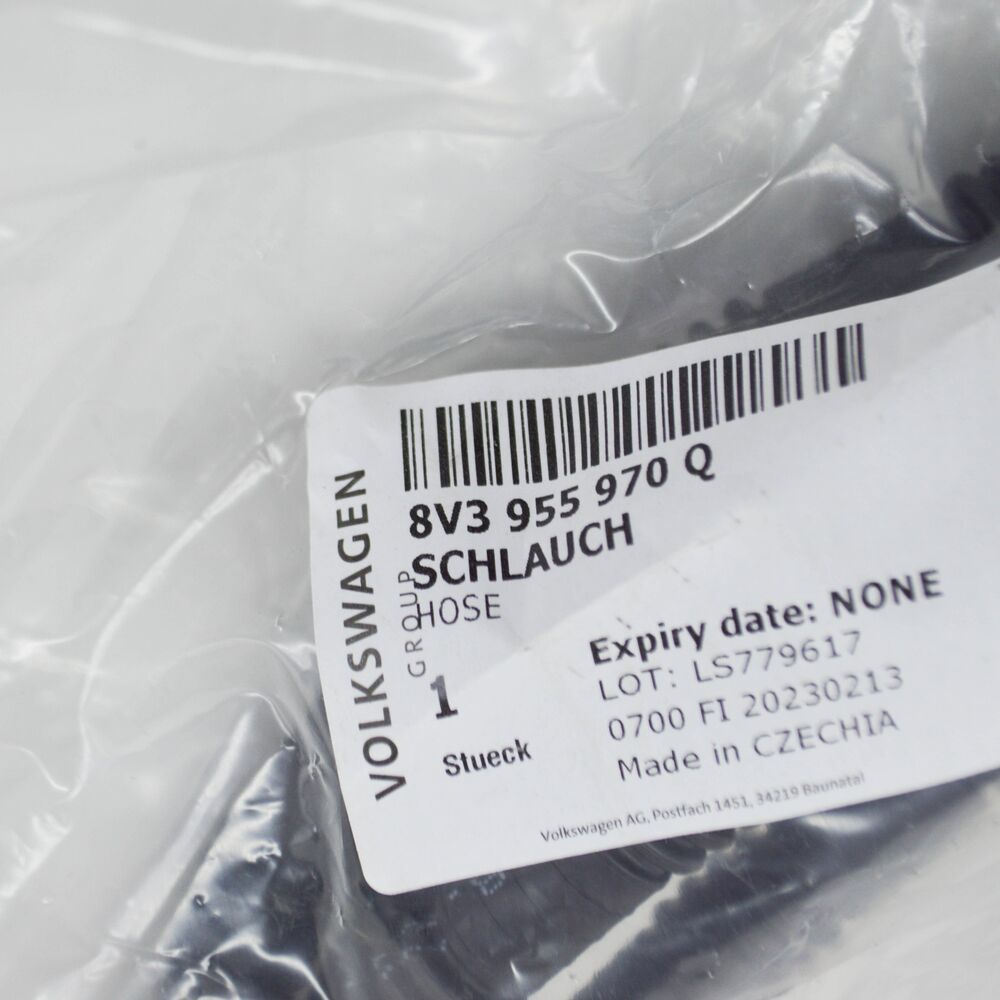 VOLKSWAGEN
GROUP
8V3 955 970 Q
SCHLAUCH
HOSE
1
Stueck
Expiry date: NONE
LOT: LS779617
0700 FI 20230213
Made in CZECHIA
Volkswagen AG, Postfach 1451, 34219 Baunatal